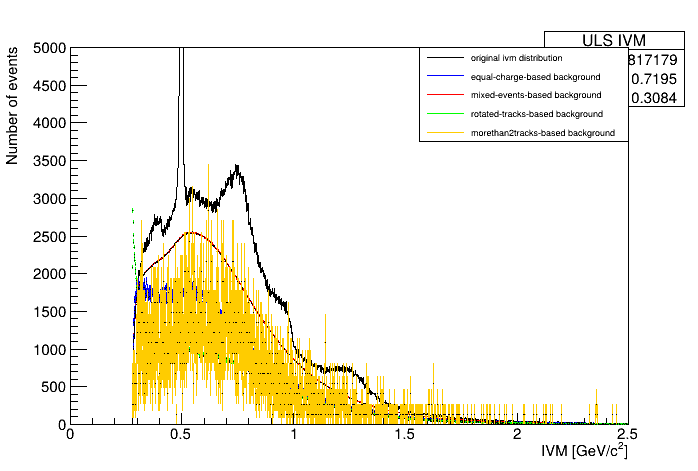 ULS IVM
817179
0.7195
0.3084
original ivm distribution
equal-charge-based background
mixed-events-based background
rotated-tracks-based background
morethan2tracks-based background
Number of events
5000
4500
4000
3500
3000
2500
2000
1500
1000
500
0
0 0.5 1 1.5 2 2.5
IVM [GeV/c²]